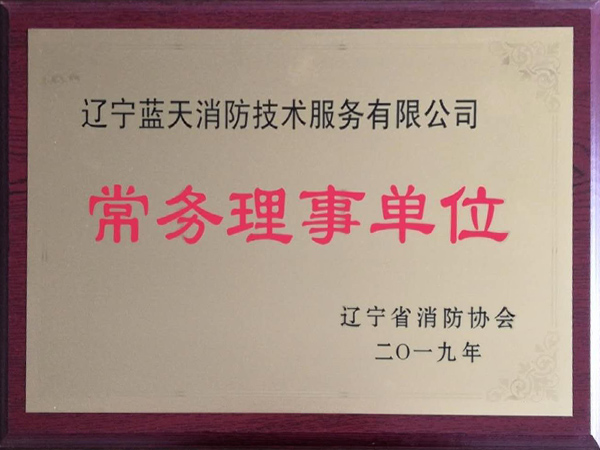 辽宁蓝天消防技术服务有限公司
常务理事单位
辽宁省消防协会
二〇一九年